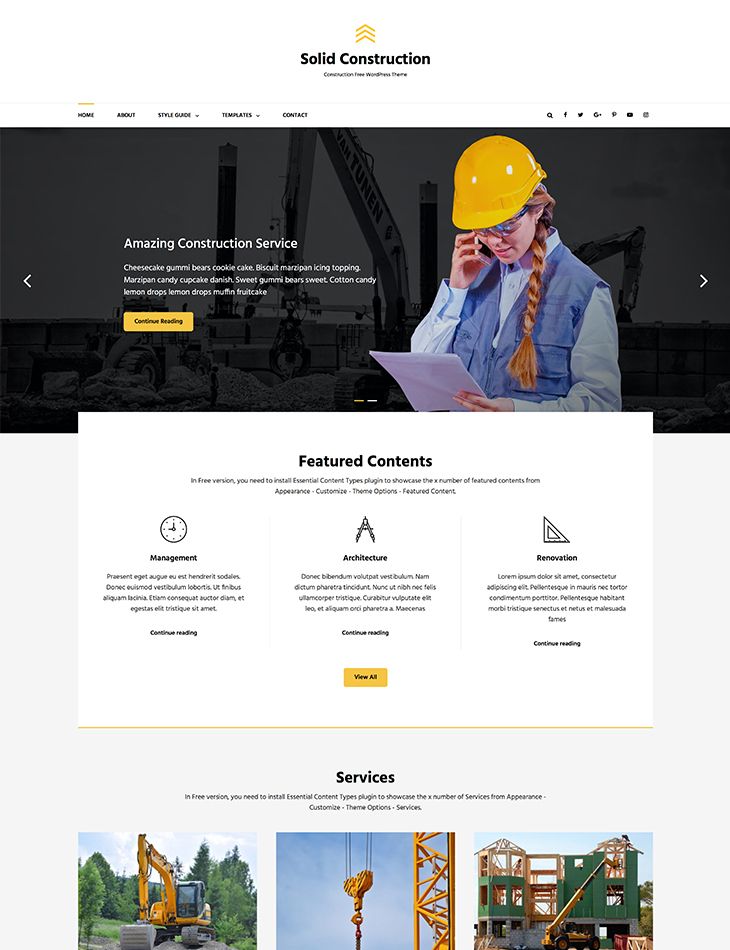 Solid Construction
Construction Free WordPress Theme
HOME ABOUT STYLE GUIDE TEMPLATES CONTACT
Amazing Construction Service
Cheesecake gummi bears cookie cake. Biscuit marzipan icing topping.
Marzipan candy cupcake danish. Sweet gummi bears sweet. Cotton candy
lemon drops lemon drops muffin fruitcake
Continue Reading
Featured Contents
In Free version, you need to install Essential Content Types plugin to showcase the x number of featured contents from
Appearance - Customize - Theme Options - Featured Content.
Management
Praesent eget augue eu est hendrerit sodales.
Donec euismod vestibulum lobortis. Ut finibus
aliquam lacinia. Etiam consequat auctor diam, et
egestas elit tristique sit amet.
Continue reading
Architecture
Donec bibendum volutpat vestibulum. Nam
dictum pharetra tincidunt. Nunc ut nibh nec felis
ullamcorper tristique. Curabitur vulputate elit
leo, et aliquam orci pharetra a. Maecenas
Continue reading
Renovation
Lorem ipsum dolor sit amet, consectetur
adipiscing elit. Pellentesque in mauris nec tortor
condimentum porttitor. Pellentesque habitant
morbi tristique senectus et netus et malesuada
fames
Continue reading
View All
Services
In Free version, you need to install Essential Content Types plugin to showcase the x number of Services from Appearance -
Customize - Theme Options - Services.